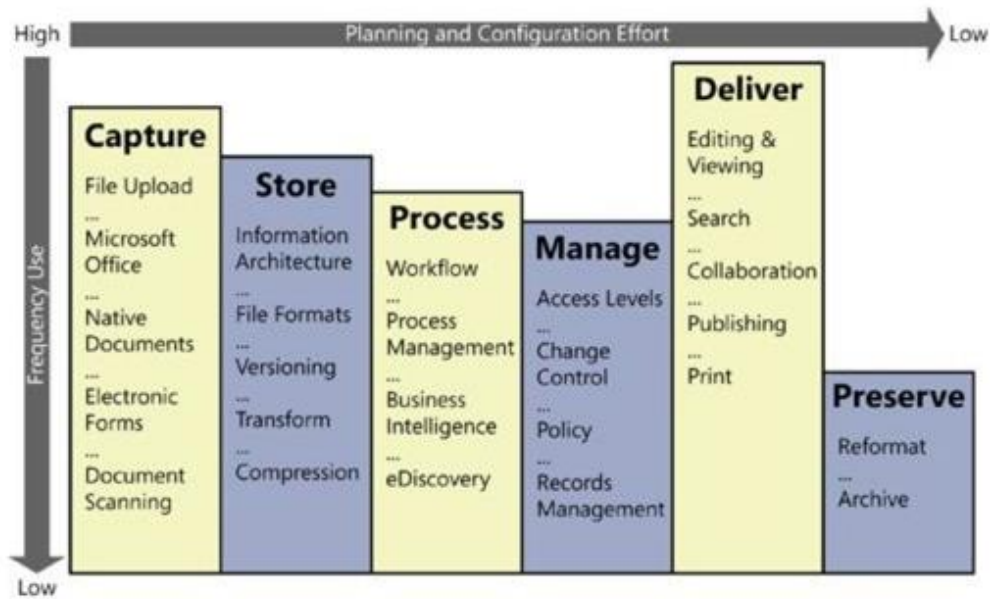 High
Planning and Configuration Effort
Low
Frequency Use
Low
Capture
File Upload
...
Microsoft
Office
...
Native
Documents
...
Electronic
Forms
...
Document
Scanning
Store
Information
Architecture
...
File Formats
...
Versioning
...
Transform
...
Compression
Process
Workflow
...
Process
Management
...
Business
Intelligence
...
eDiscovery
Manage
Access Levels
...
Change
Control
...
Policy
...
Records
Management
Deliver
Editing &
Viewing
...
Search
...
Collaboration
...
Publishing
...
Print
Preserve
Reformat
...
Archive